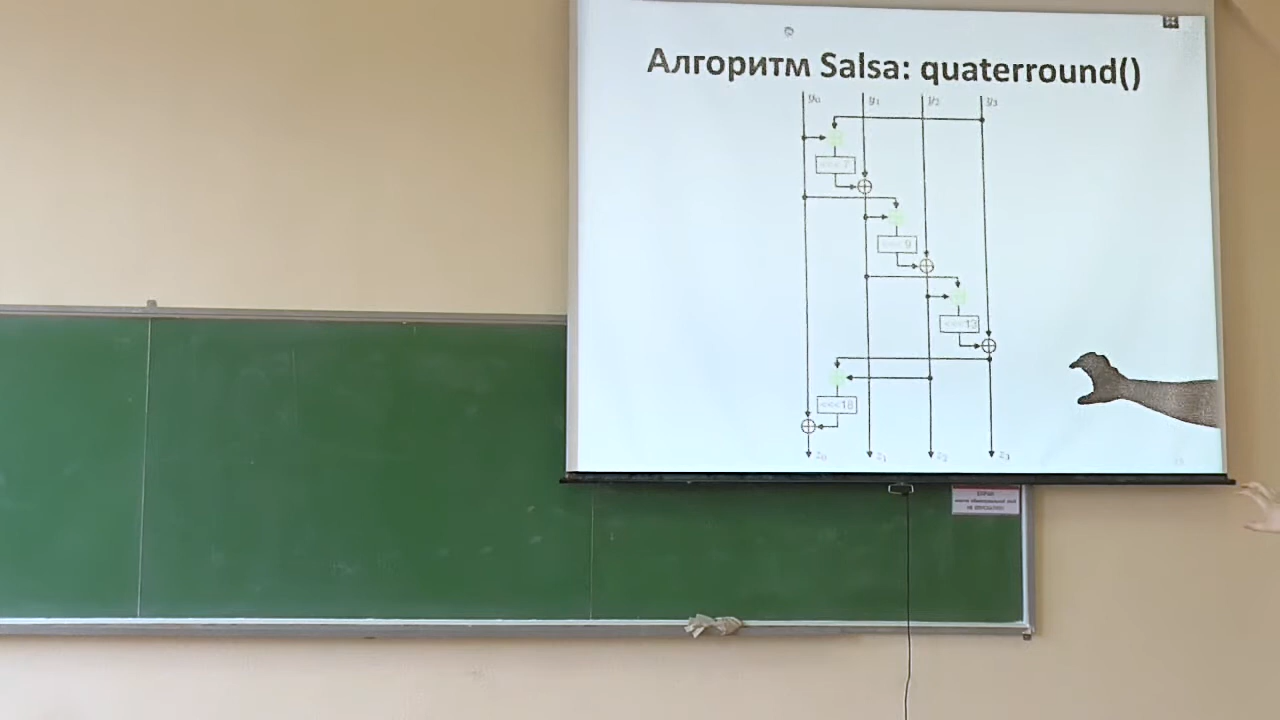 Алгоритм Salsa: quaterround()
y₀ y₁ y₂ y₃
<<< 7
<<< 9
<<<13
<<<18
z₀ z₁ z₂ z₃